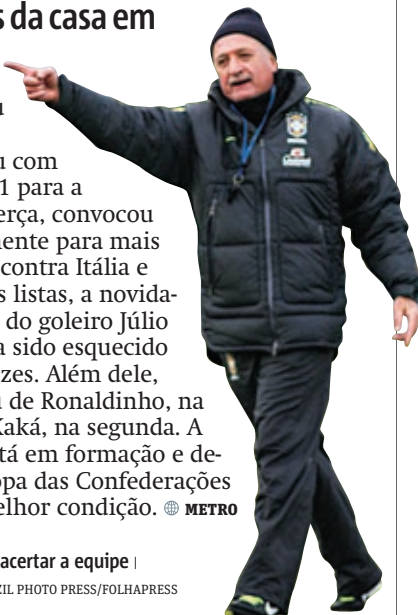 s da casa em
u
u com
1 para a
erça, convocou
nente para mais
contra Itália e
s listas, a novida-
do goleiro Júlio
a sido esquecido
zes. Além dele,
u de Ronaldinho, na
Kaká, na segunda. A
tá em formação e de-
opa das Confederações
elhor condição. METRO
acertar a equipe |
ZIL PHOTO PRESS/FOLHAPRESS